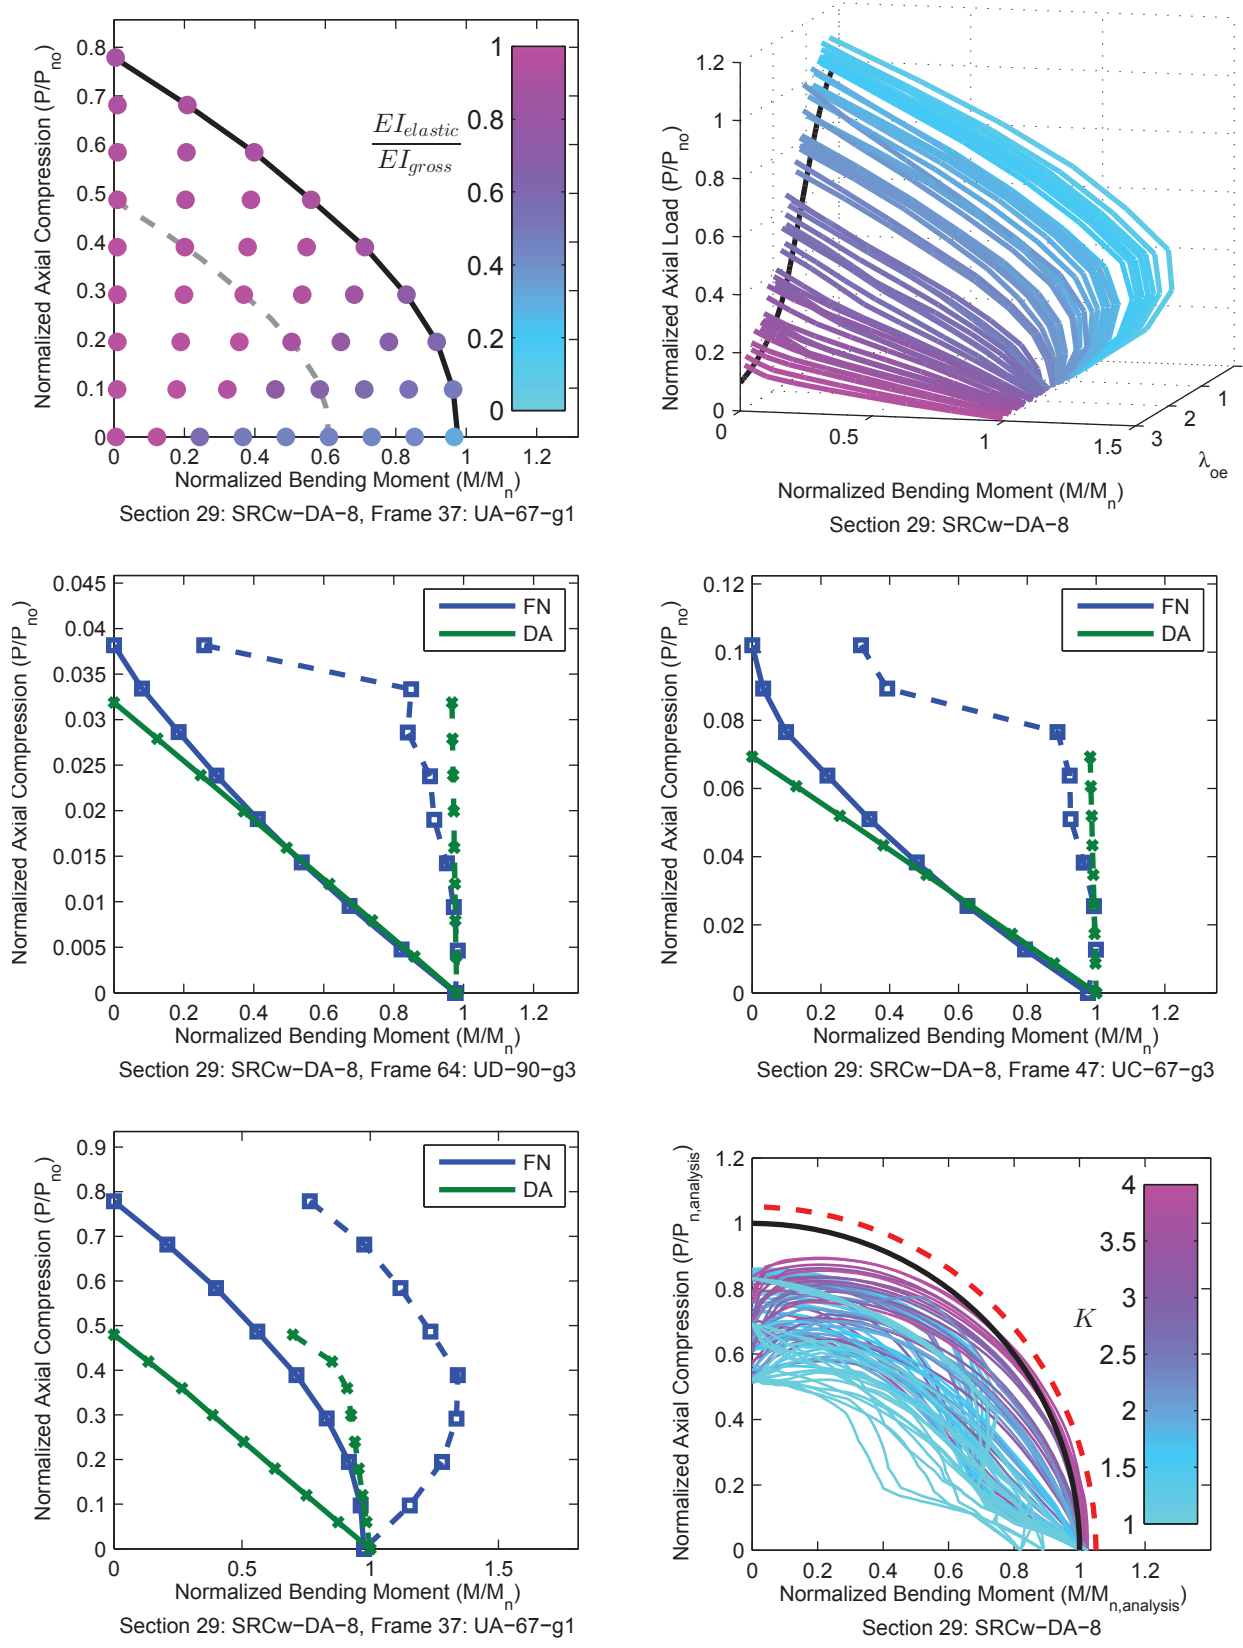 Normalized Axial Compression (P/Pno)
0.8
0.7
0.6
0.5
0.4
0.3
0.2
0.1
0
0 0.2 0.4 0.6 0.8 1 1.2
EIelastic
EIgross
1
0.8
0.6
0.4
0.2
0
Normalized Bending Moment (M/Mn)
Section 29: SRCw−DA−8, Frame 37: UA−67−g1
Normalized Axial Load (P/Pno)
1.2
1
0.8
0.6
0.4
0.2
0
0 0.5 1 1.5
3 2 1
λoe
Normalized Bending Moment (M/Mn)
Section 29: SRCw−DA−8
Normalized Axial Compression (P/Pno)
0.045
0.04
0.035
0.03
0.025
0.02
0.015
0.01
0.005
0
0 0.2 0.4 0.6 0.8 1 1.2
FN
DA
Normalized Bending Moment (M/Mn)
Section 29: SRCw−DA−8, Frame 64: UD−90−g3
Normalized Axial Compression (P/Pno)
0.12
0.1
0.08
0.06
0.04
0.02
0
0 0.2 0.4 0.6 0.8 1 1.2
FN
DA
Normalized Bending Moment (M/Mn)
Section 29: SRCw−DA−8, Frame 47: UC−67−g3
Normalized Axial Compression (P/Pno)
0.9
0.8
0.7
0.6
0.5
0.4
0.3
0.2
0.1
0
0 0.5 1 1.5
FN
DA
Normalized Bending Moment (M/Mn)
Section 29: SRCw−DA−8, Frame 37: UA−67−g1
Normalized Axial Compression (P/Pn,analysis)
1.2
1
0.8
0.6
0.4
0.2
0
0 0.2 0.4 0.6 0.8 1 1.2
K
4
3.5
3
2.5
2
1.5
1
Normalized Bending Moment (M/Mn,analysis)
Section 29: SRCw−DA−8